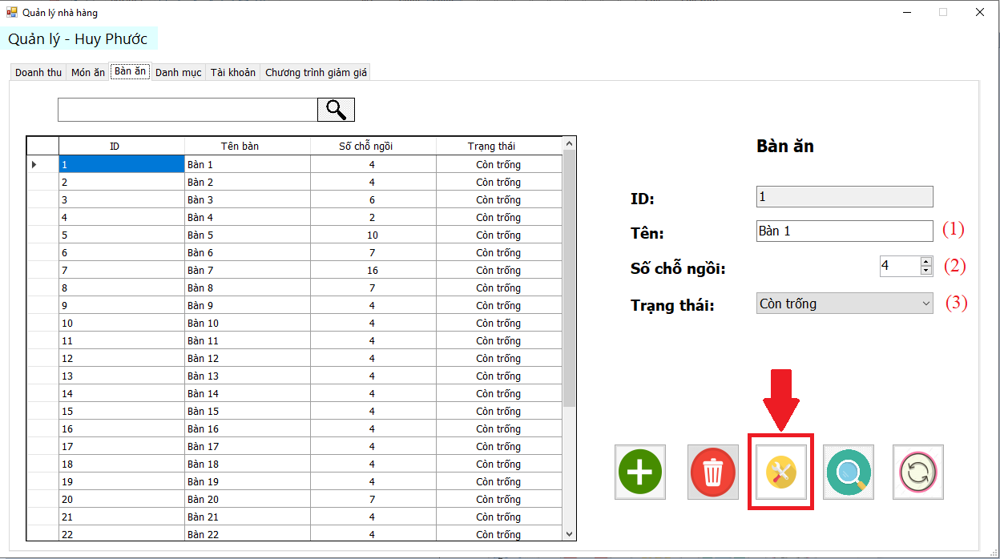 Quản lý nhà hàng
Quản lý - Huy Phước
Doanh thu Món ăn Bàn ăn Danh mục Tài khoản Chương trình giảm giá
ID Tên bàn Số chỗ ngồi Trạng thái
1 Bàn 1 4 Còn trống
2 Bàn 2 4 Còn trống
3 Bàn 3 6 Còn trống
4 Bàn 4 2 Còn trống
5 Bàn 5 10 Còn trống
6 Bàn 6 7 Còn trống
7 Bàn 7 16 Còn trống
8 Bàn 8 7 Còn trống
9 Bàn 9 4 Còn trống
10 Bàn 10 4 Còn trống
11 Bàn 11 4 Còn trống
12 Bàn 12 4 Còn trống
13 Bàn 13 4 Còn trống
14 Bàn 14 4 Còn trống
15 Bàn 15 4 Còn trống
16 Bàn 16 4 Còn trống
17 Bàn 17 4 Còn trống
18 Bàn 18 4 Còn trống
19 Bàn 19 4 Còn trống
20 Bàn 20 7 Còn trống
21 Bàn 21 4 Còn trống
22 Bàn 22 4 Còn trống
Bàn ăn
ID: 1
Tên: Bàn 1 (1)
Số chỗ ngồi: 4 (2)
Trạng thái: Còn trống (3)